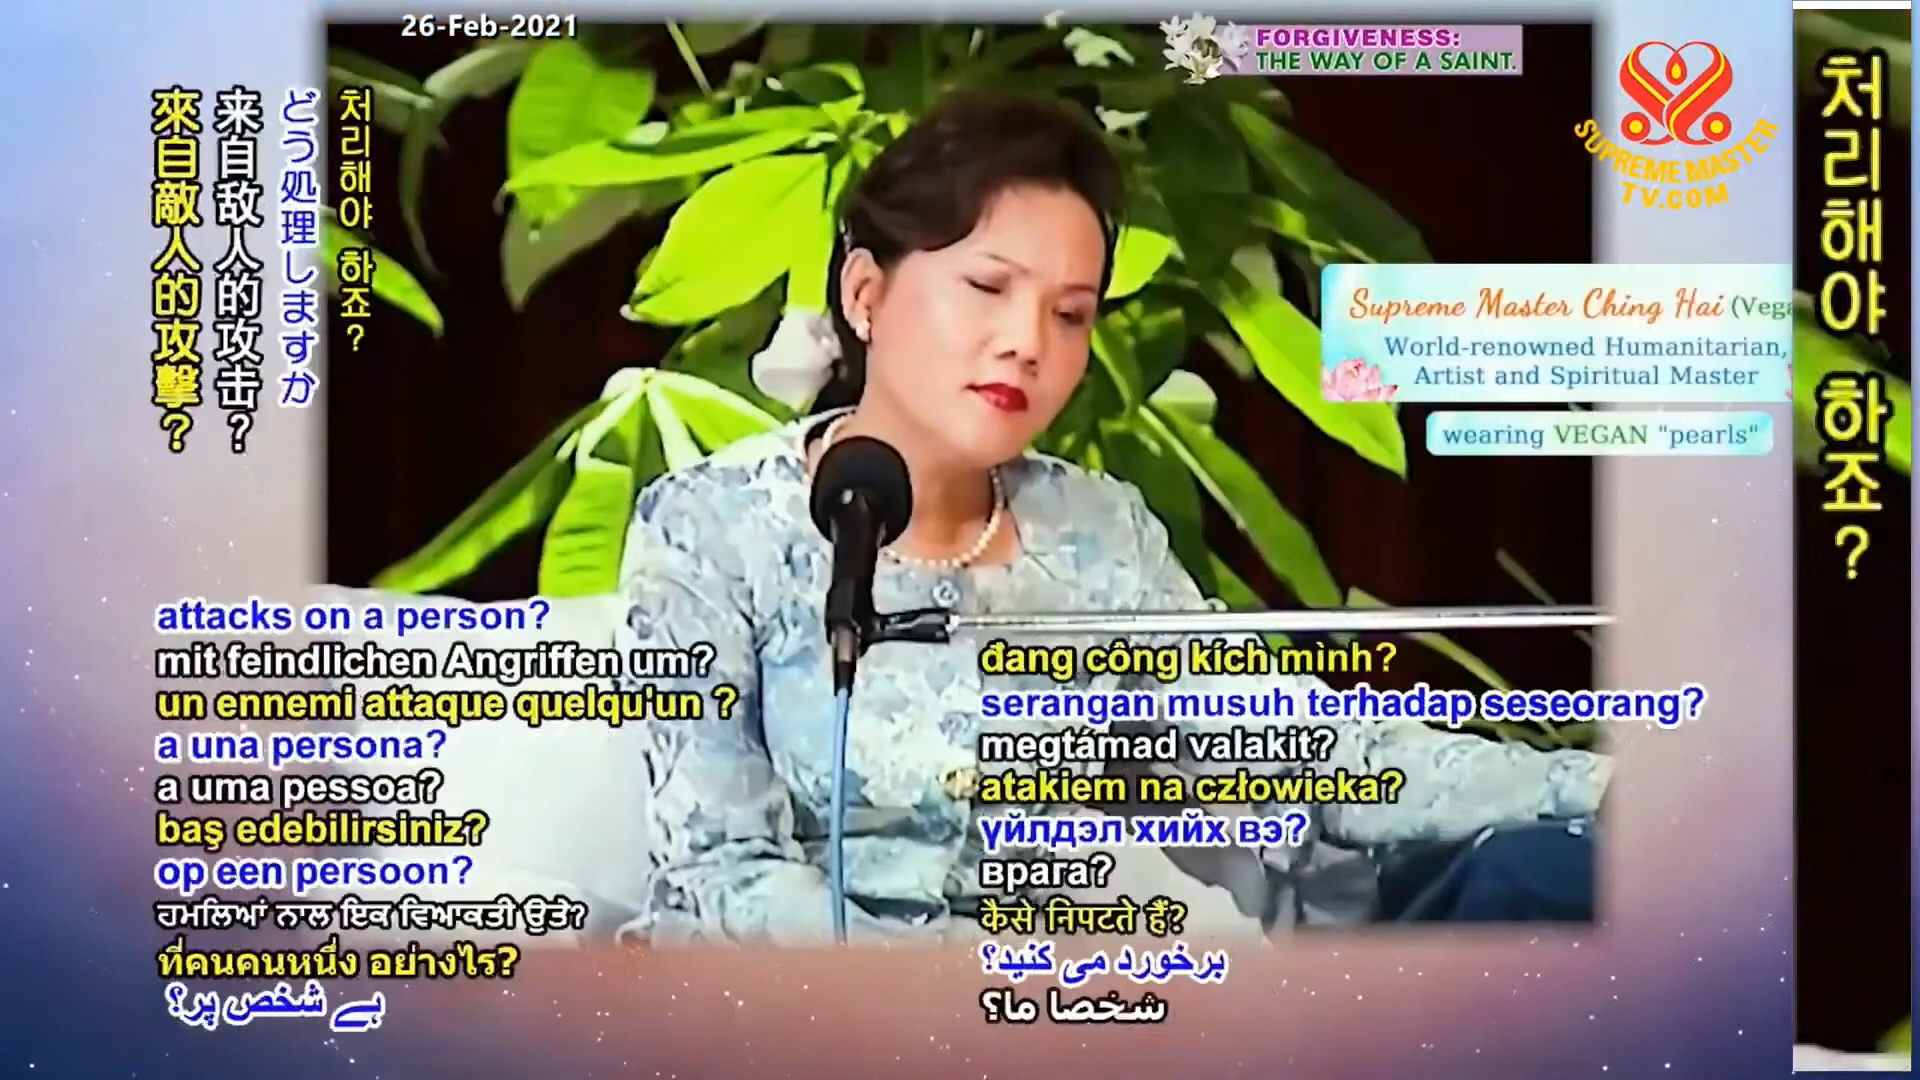 26-Feb-2021
FORGIVENESS:
THE WAY OF A SAINT.
SUPREME MASTER
TV.COM
처리해야 하죠?
どう処理しますか
来自敌人的攻击?
來自敵人的攻擊?
처리해야 하죠?
Supreme Master Ching Hai (Vega
World-renowned Humanitarian,
Artist and Spiritual Master
wearing VEGAN "pearls"
attacks on a person?
mit feindlichen Angriffen um?
un ennemi attaque quelqu'un ?
a una persona?
a uma pessoa?
baş edebilirsiniz?
op een persoon?
ਹਮਲਿਆਂ ਨਾਲ ਇਕ ਵਿਅਕਤੀ ਉਤੇ?
ที่คนคนหนึ่ง อย่างไร?
ہے شخص پر؟
đang công kích mình?
serangan musuh terhadap seseorang?
megtámad valakit?
atakiem na człowieka?
үйлдэл хийх вэ?
врага?
कैसे निपटते हैं?
برخورد می کنید؟
شخصا ما؟